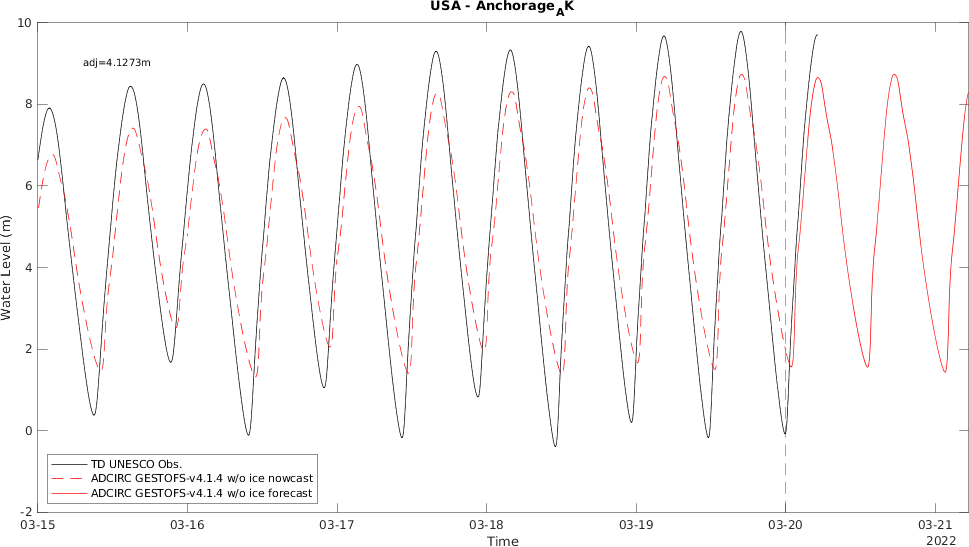 USA - Anchorage_AK
10
adj=4.1273m
8
6
4
2
0
-2
Water Level (m)
TD UNESCO Obs.
ADCIRC GESTOFS-v4.1.4 w/o ice nowcast
ADCIRC GESTOFS-v4.1.4 w/o ice forecast
03-15 03-16 03-17 03-18 03-19 03-20 03-21
Time 2022